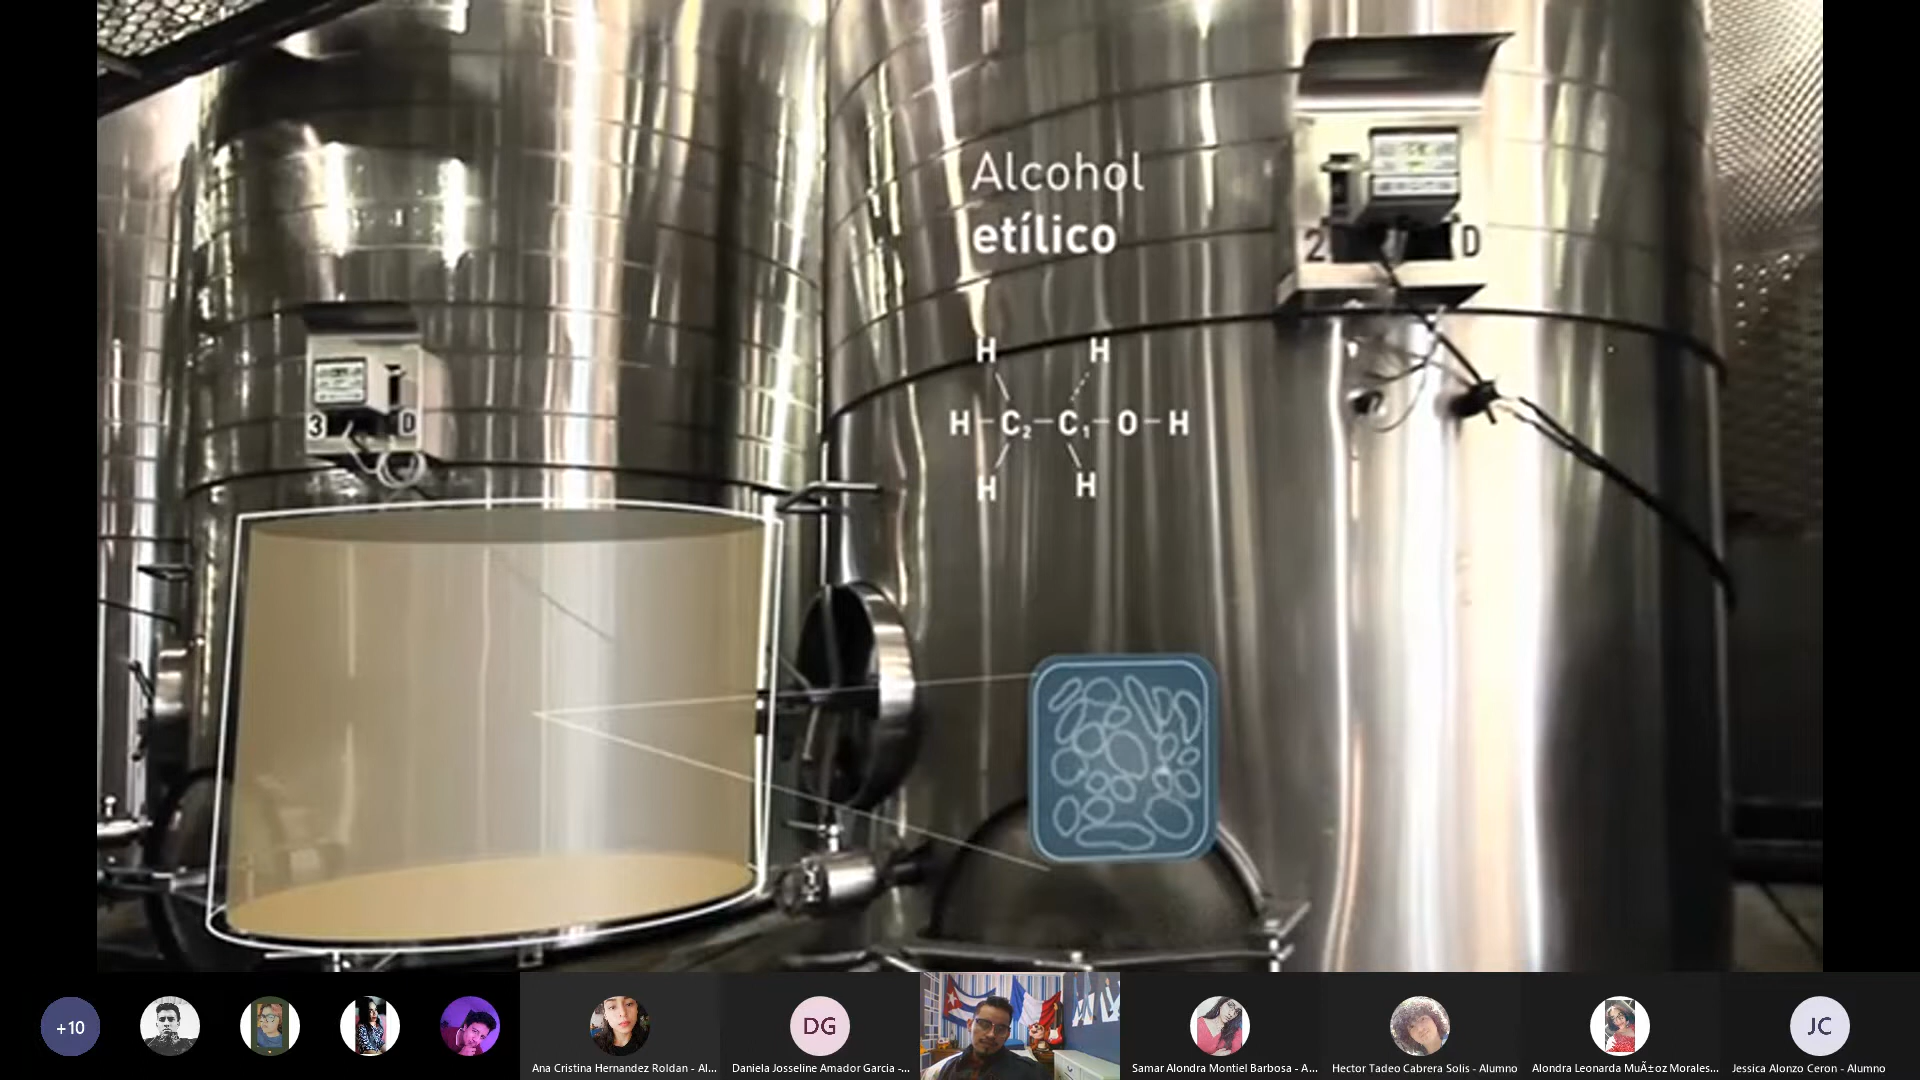 Alcohol
etílico
2 D
H H
H-C₂-C₁-O-H
H H
3 D
+10
DG
JC
Ana Cristina Hernandez Roldan - Al...
Daniela Josseline Amador Garcia -...
Samar Alondra Montiel Barbosa - A...
Hector Tadeo Cabrera Solis - Alumno
Alondra Leonarda MuÃ±oz Morales...
Jessica Alonzo Ceron - Alumno